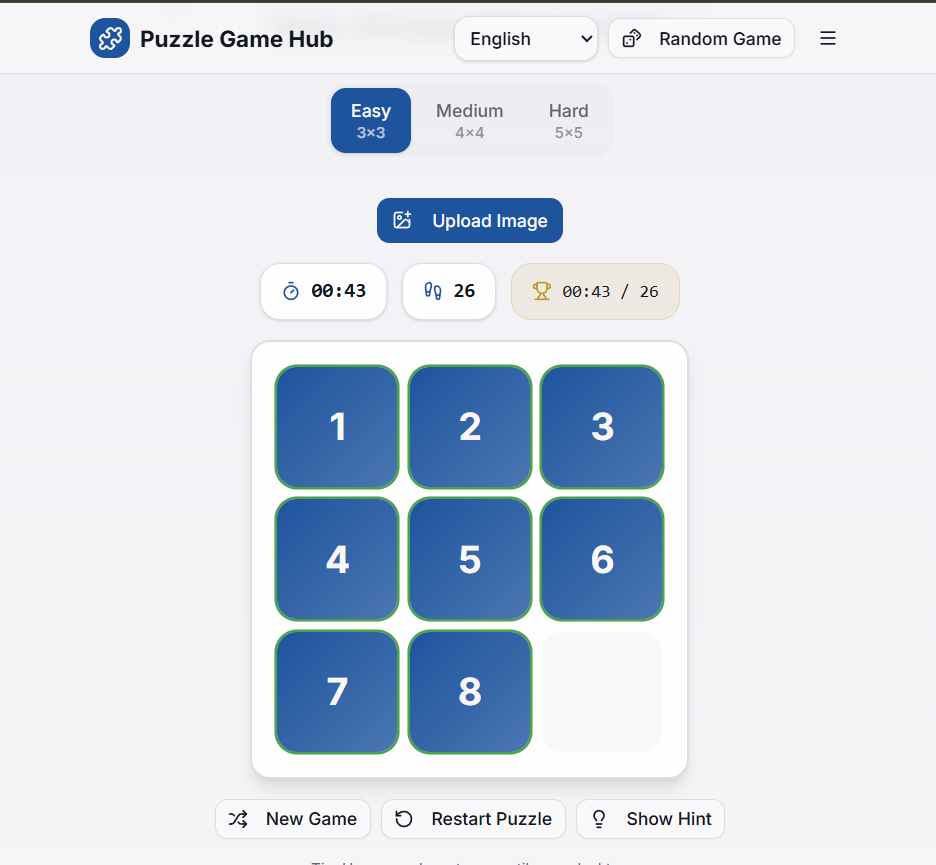 Puzzle Game Hub
English
Random Game
Easy
3×3
Medium
4×4
Hard
5×5
Upload Image
00:43
26
00:43 / 26
1 2 3
4 5 6
7 8
New Game
Restart Puzzle
Show Hint